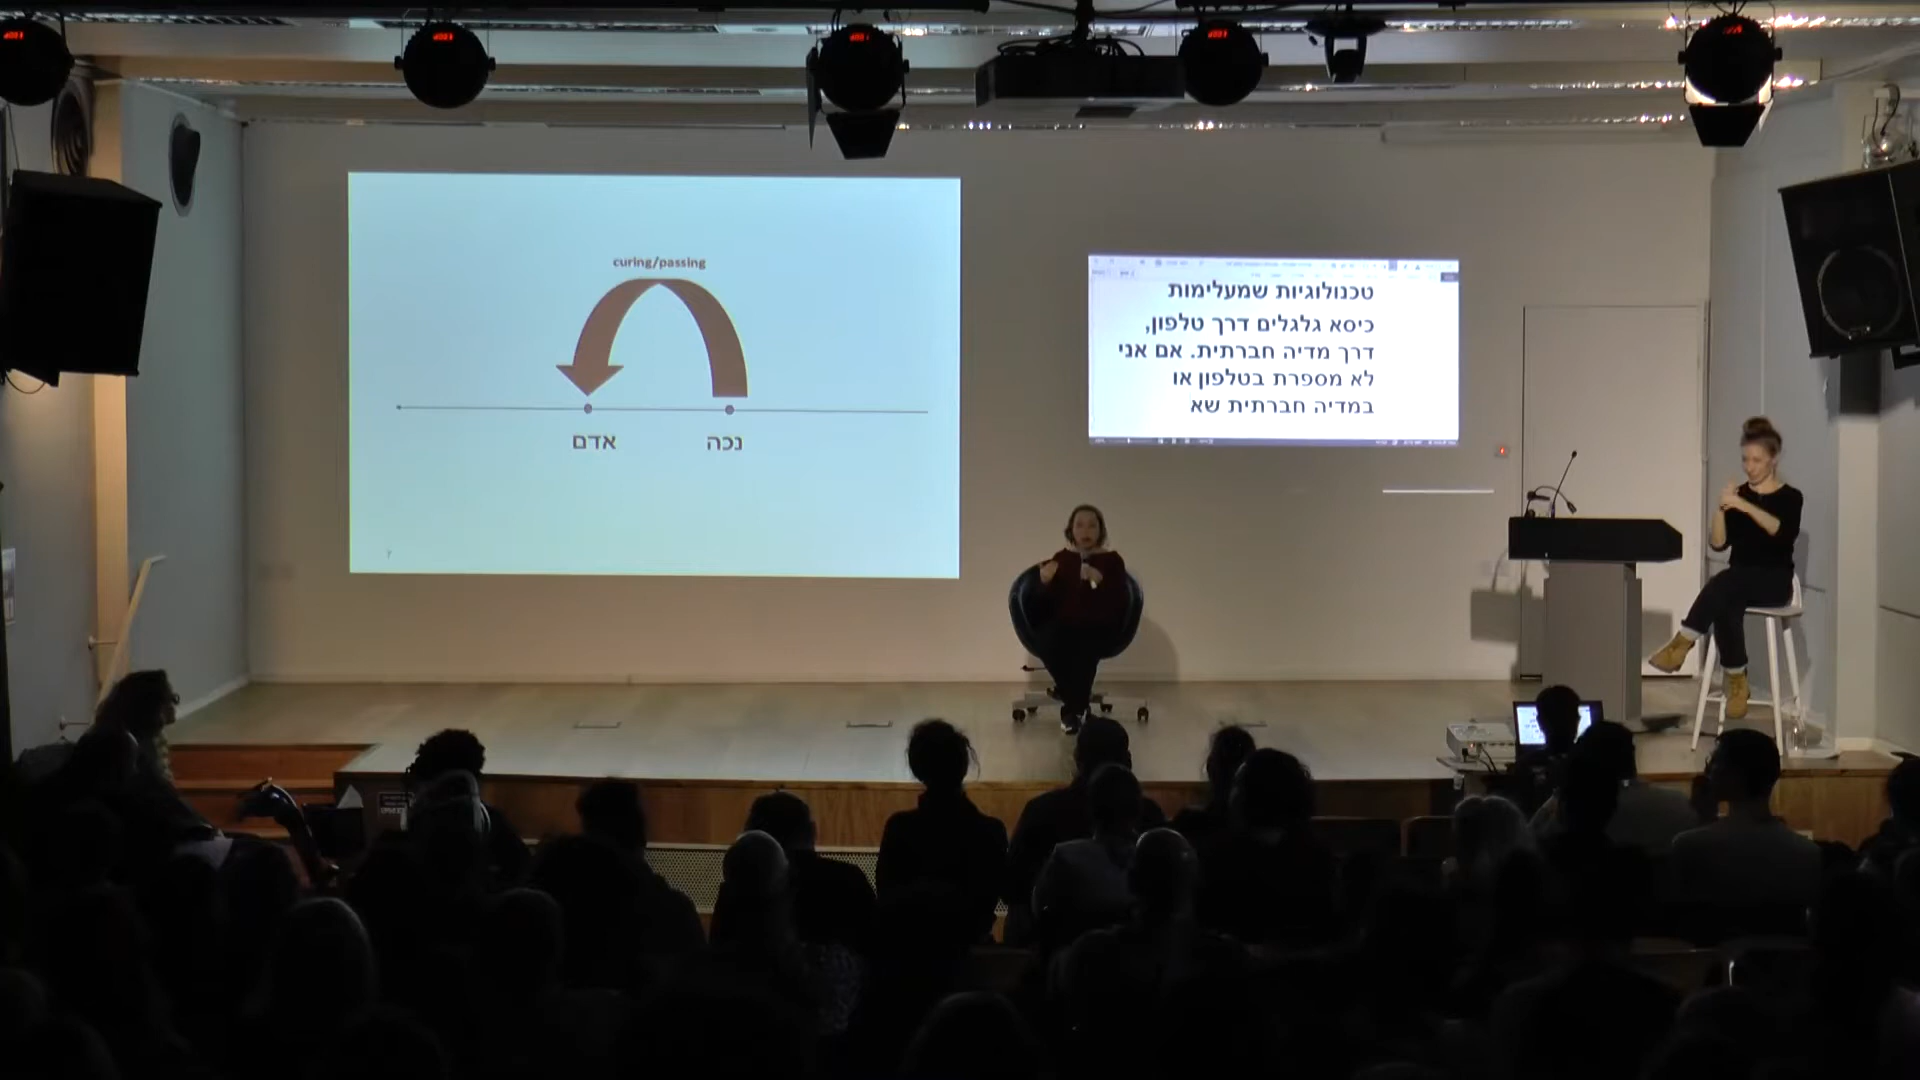 curing/passing
נכה
אדם
טכנולוגיות שמעלימות
כיסא גלגלים דרך טלפון,
דרך מדיה חברתית. אם אני
לא מספרת בטלפון או
במדיה חברתית שא